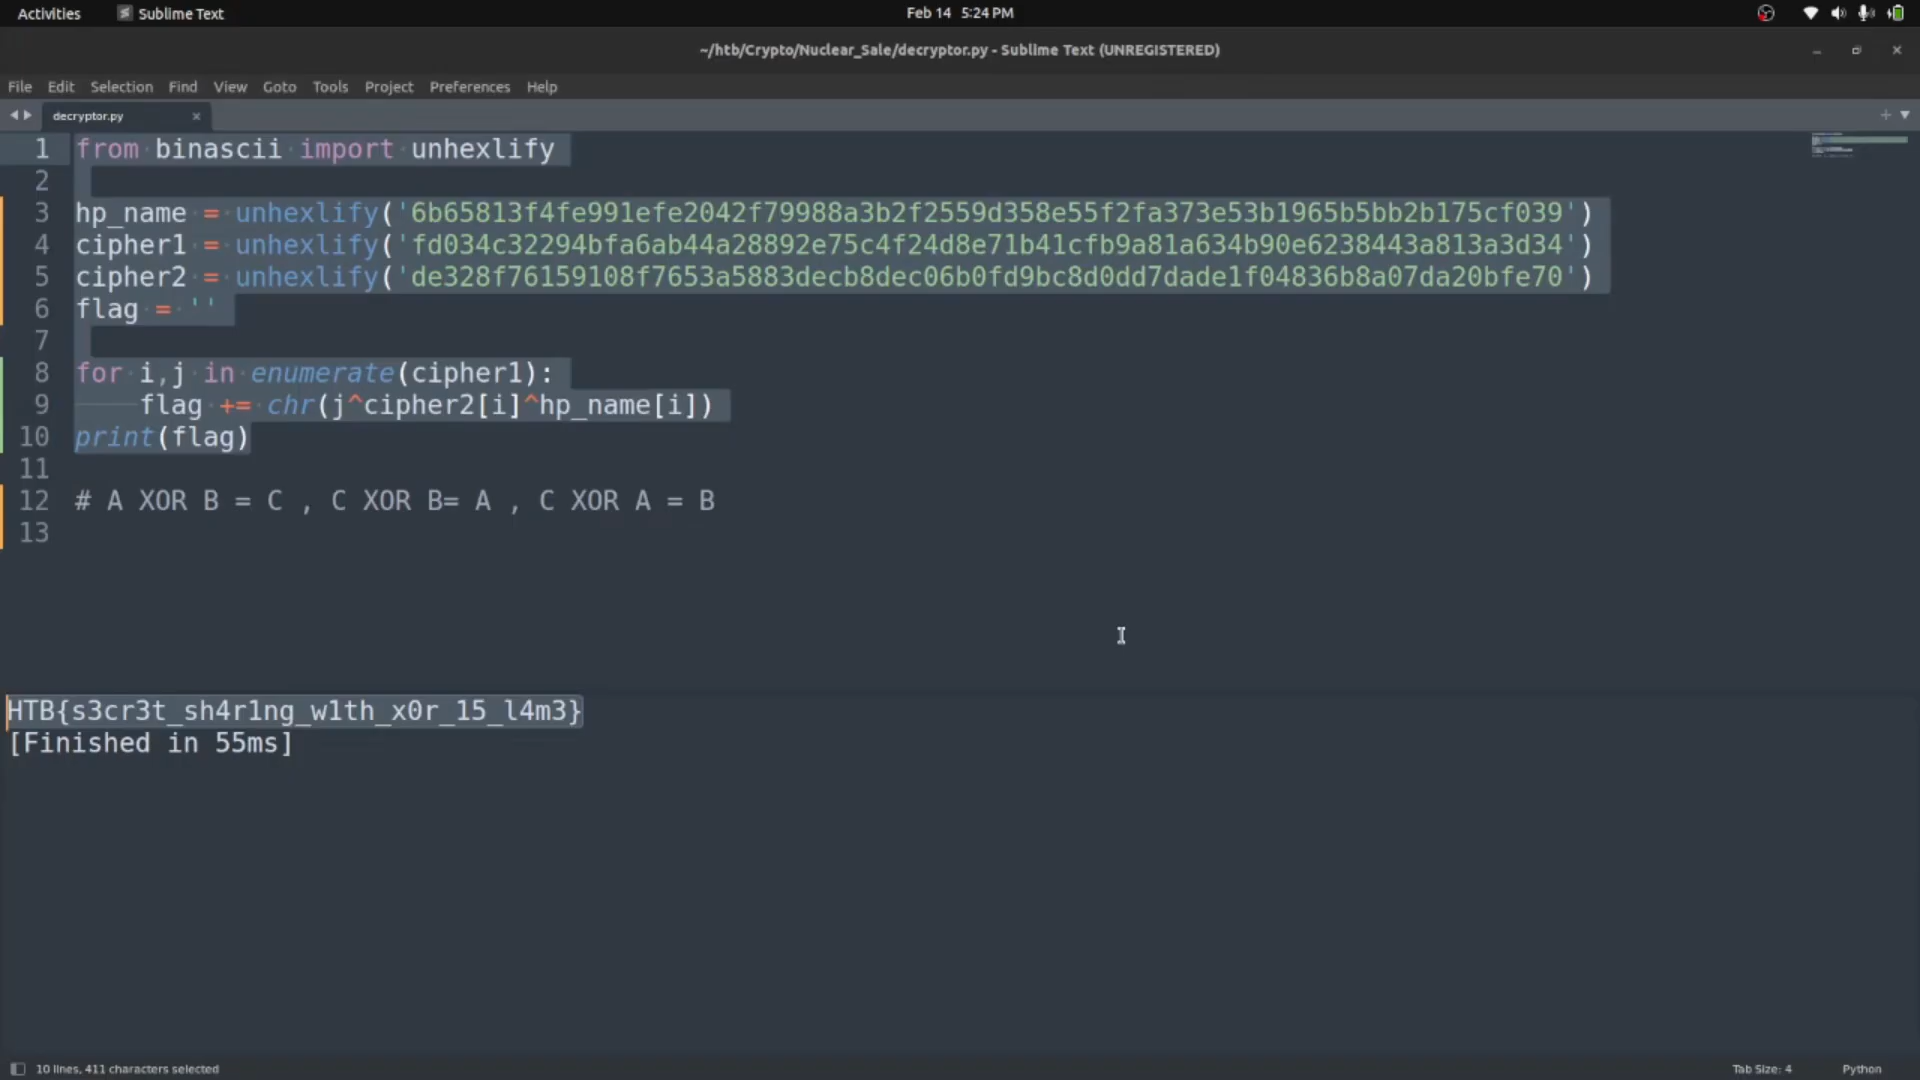 Activities
Sublime Text
Feb 14 5:24 PM
~/htb/Crypto/Nuclear_Sale/decryptor.py - Sublime Text (UNREGISTERED)
File Edit Selection Find View Goto Tools Project Preferences Help
decryptor.py
1 from binascii import unhexlify
2
3 hp_name = unhexlify('6b65813f4fe991efe2042f79988a3b2f2559d358e55f2fa373e53b1965b5bb2b175cf039')
4 cipher1 = unhexlify('fd034c32294bfa6ab44a28892e75c4f24d8e71b41cfb9a81a634b90e6238443a813a3d34')
5 cipher2 = unhexlify('de328f76159108f7653a5883decb8dec06b0fd9bc8d0dd7dade1f04836b8a07da20bfe70')
6 flag = ''
7
8 for i,j in enumerate(cipher1):
9 flag += chr(j^cipher2[i]^hp_name[i])
10 print(flag)
11
12 # A XOR B = C , C XOR B= A , C XOR A = B
13
HTB{s3cr3t_sh4r1ng_w1th_x0r_15_l4m3}
[Finished in 55ms]
10 lines, 411 characters selected
Tab Size: 4
Python